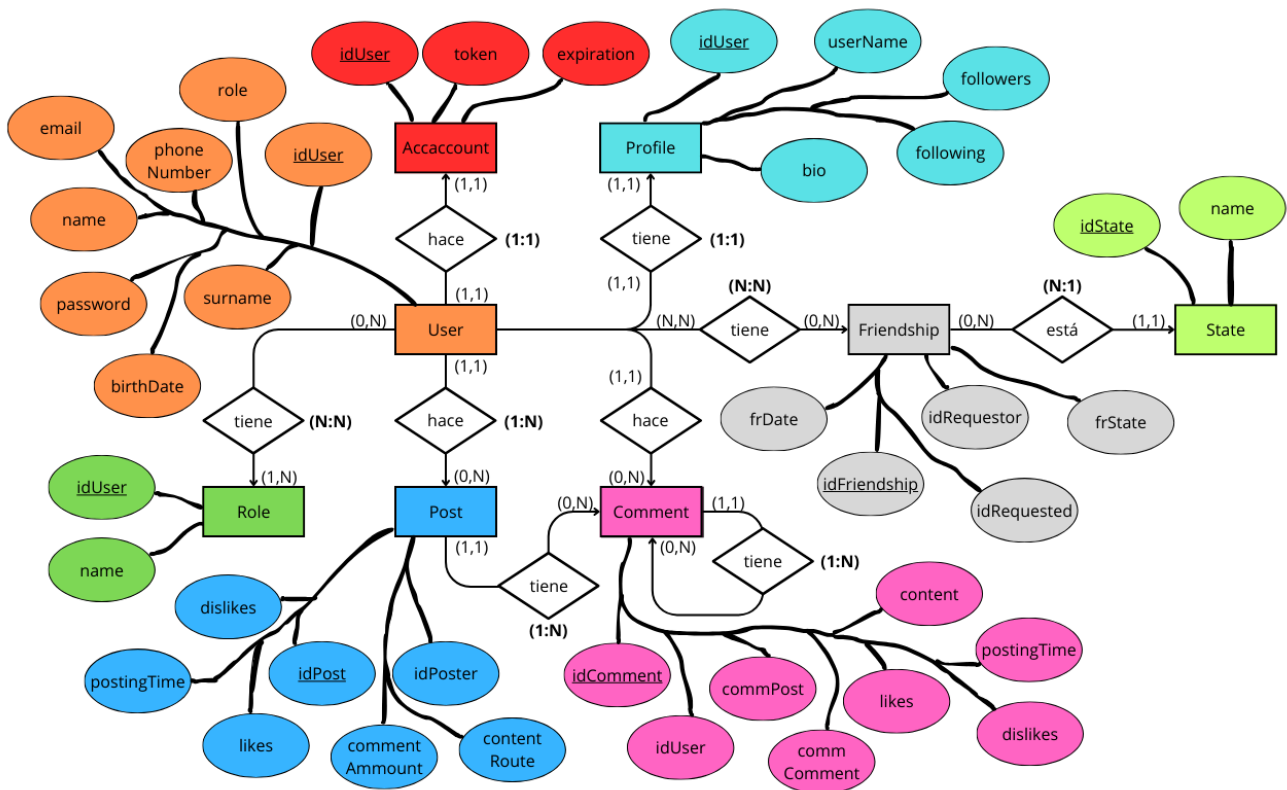 idUser
token
expiration
idUser
userName
followers
following
bio
role
email
phone
Number
idUser
name
password
surname
birthDate
Accaccount
Profile
(1,1)
(1,1)
hace
(1:1)
tiene
(1:1)
(1,1)
(1,1)
idState
name
(0,N)
User
(N,N)
(N:N)
tiene
(0,N)
Friendship
(0,N)
(N:1)
está
(1,1)
State
(1,1)
(1,1)
tiene
(N:N)
hace
(1:N)
hace
frDate
idRequestor
frState
idFriendship
idRequested
(1,N)
(0,N)
(0,N)
idUser
name
Role
Post
(0,N)
Comment
(1,1)
(1,1)
(0,N)
tiene
(1:N)
tiene
(1:N)
dislikes
postingTime
idPost
idPoster
likes
comment
Ammount
content
Route
idComment
commPost
content
postingTime
likes
dislikes
idUser
comm
Comment